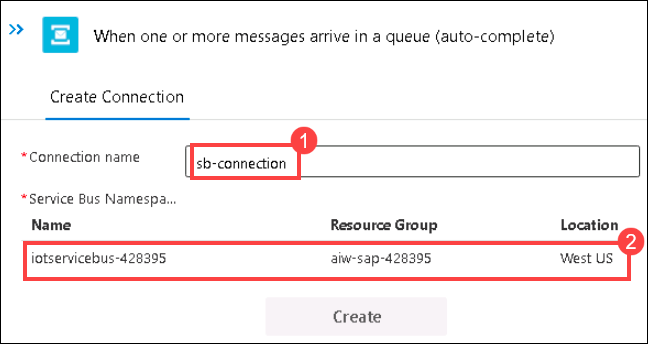 »
When one or more messages arrive in a queue (auto-complete)
Create Connection
1
*Connection name sb-connection
*Service Bus Namespa...
Name Resource Group Location
2
iotservicebus-428395 aiw-sap-428395 West US
Create